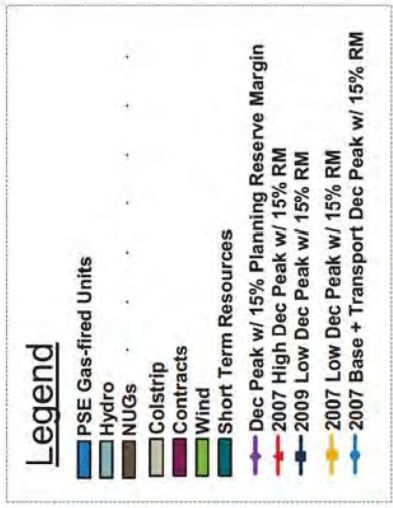 Legend
PSE Gas-fired Units
Hydro
NUGs
Colstrip
Contracts
Wind
Short Term Resources
Dec Peak w/ 15% Planning Reserve Margin
2007 High Dec Peak w/ 15% RM
2009 Low Dec Peak w/ 15% RM
2007 Low Dec Peak w/ 15% RM
2007 Base + Transport Dec Peak w/ 15% RM